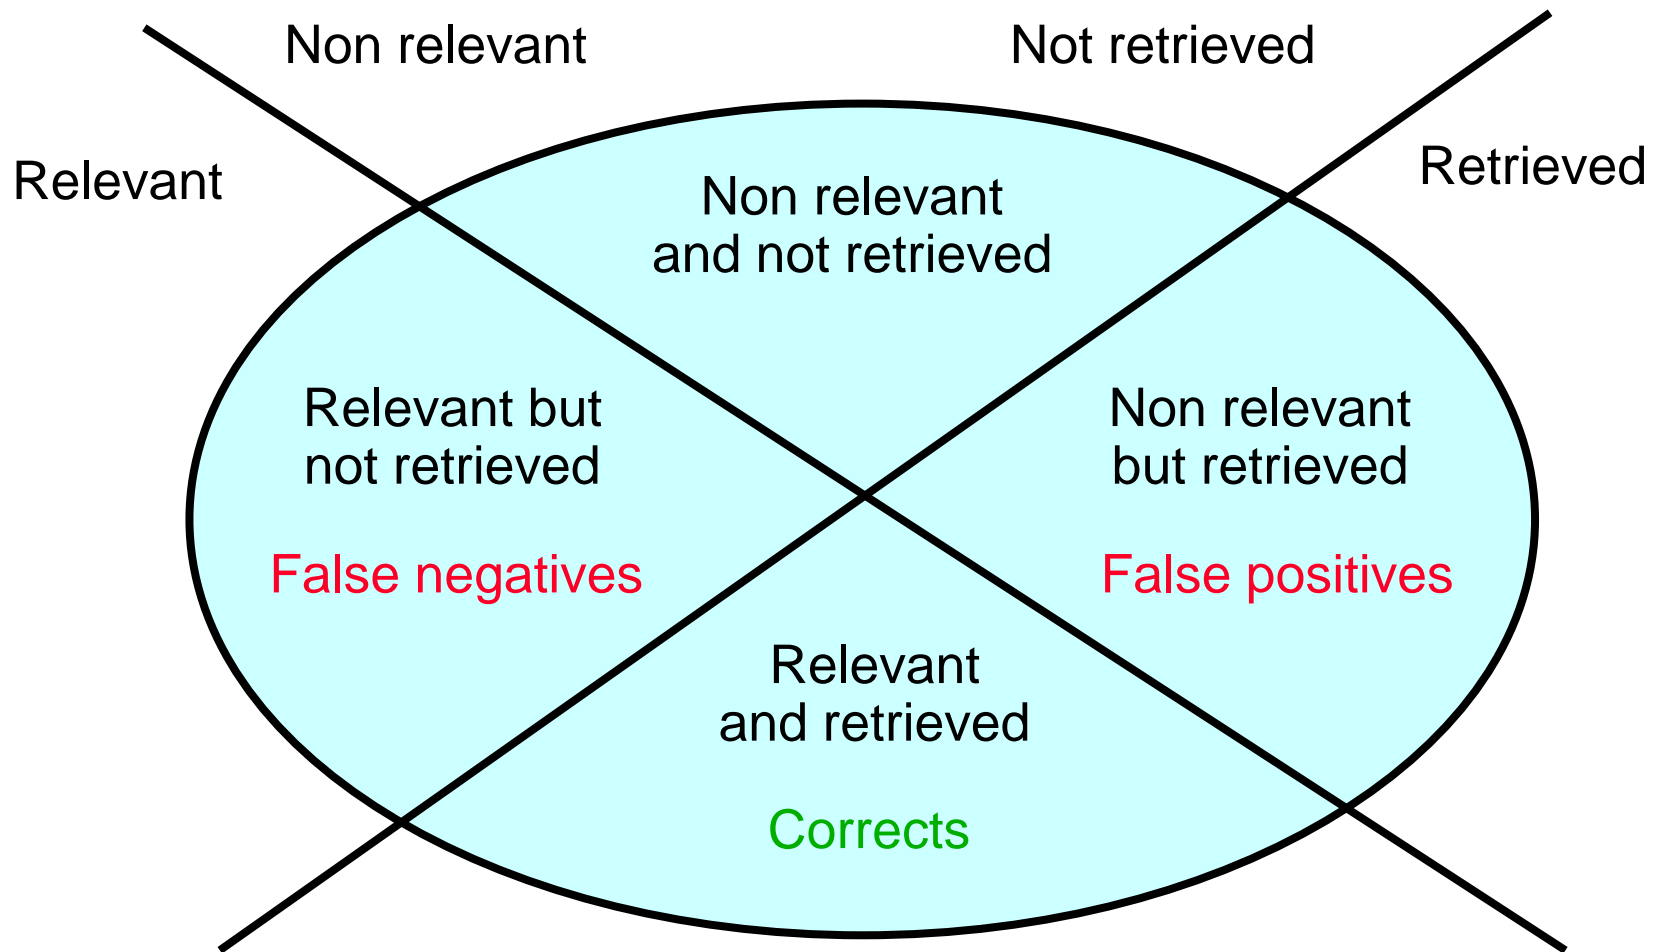 Non relevant
Not retrieved
Relevant
Retrieved
Non relevant
and not retrieved
Relevant but
not retrieved
False negatives
Non relevant
but retrieved
False positives
Relevant
and retrieved
Corrects